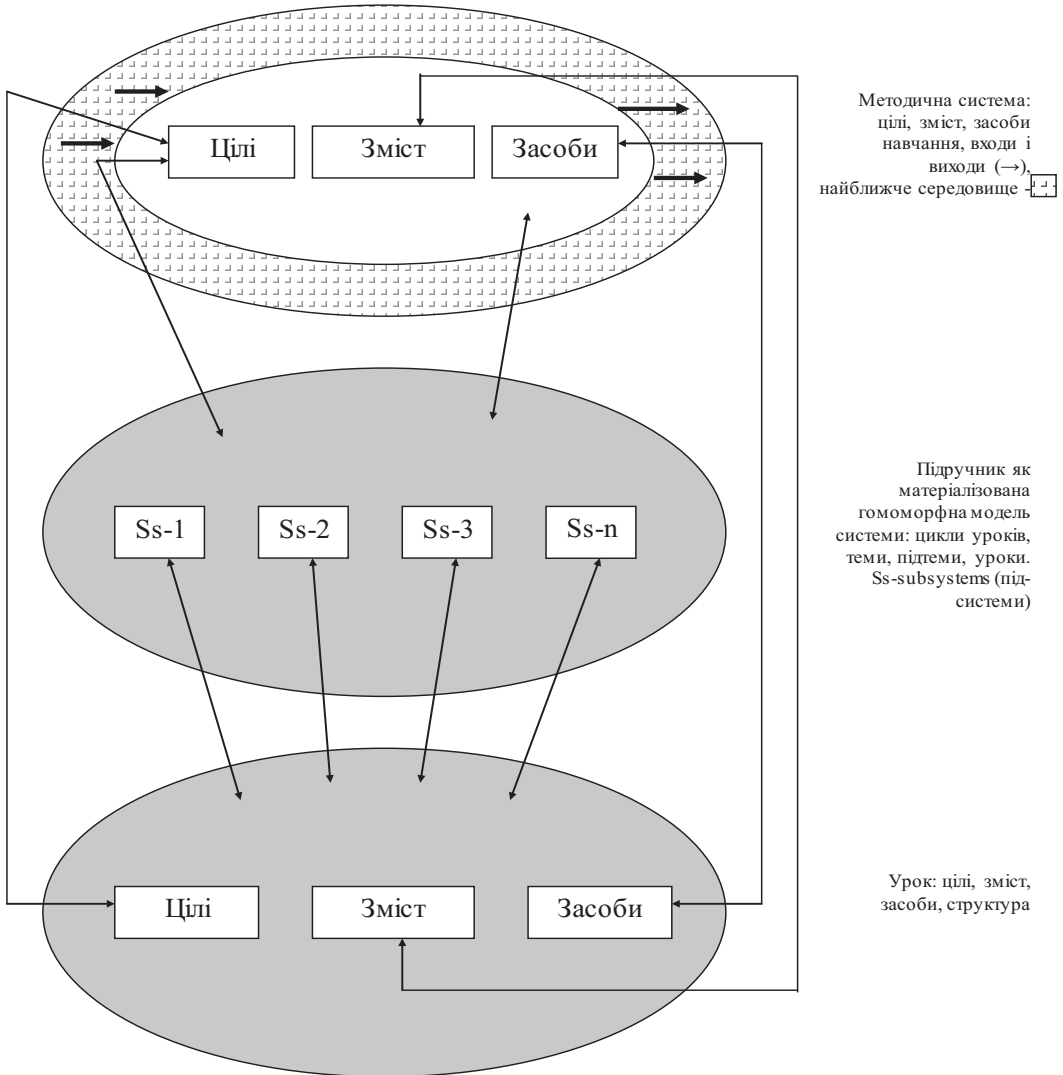 Цілі
Зміст
Засоби
Методична система:
цілі, зміст, засоби
навчання, входи і
виходи (→),
найближче середовище -
Ss-1
Ss-2
Ss-3
Ss-n
Підручник як
матеріалізована
гомоморфна модель
системи: цикли уроків,
теми, підтеми, уроки.
Ss-subsystems (під-
системи)
Цілі
Зміст
Засоби
Урок: цілі, зміст,
засоби, структура